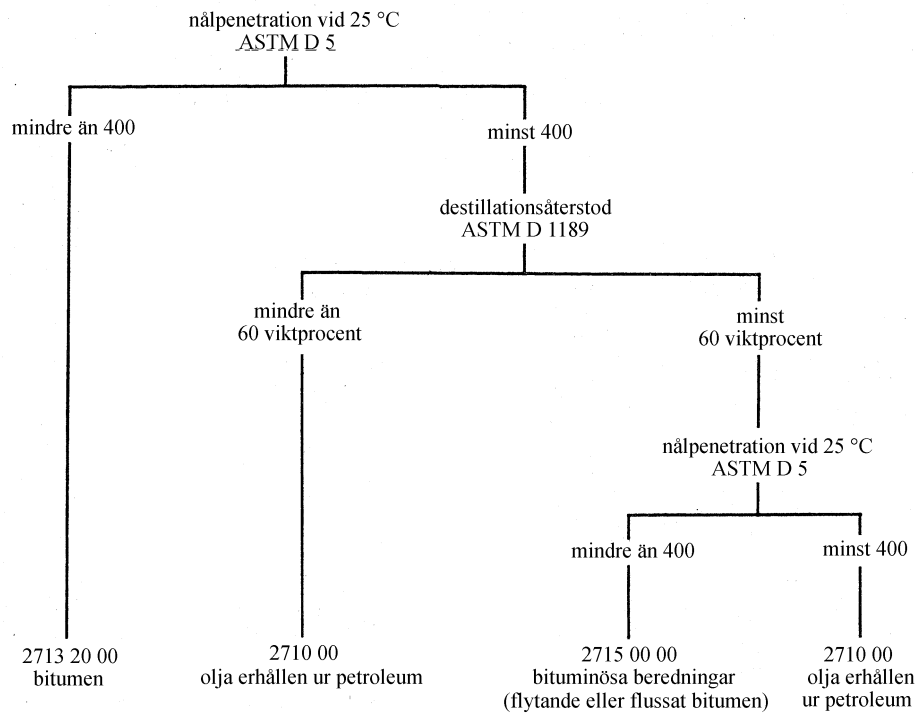 nålpenetration vid 25 °C
ASTM D 5
mindre än 400
minst 400
destillationsåterstod
ASTM D 1189
mindre än
60 viktprocent
minst
60 viktprocent
nålpenetration vid 25 °C
ASTM D 5
mindre än 400
minst 400
2713 20 00
bitumen
2710 00
olja erhållen ur petroleum
2715 00 00
bituminösa beredningar
(flytande eller flussat bitumen)
2710 00
olja erhållen
ur petroleum